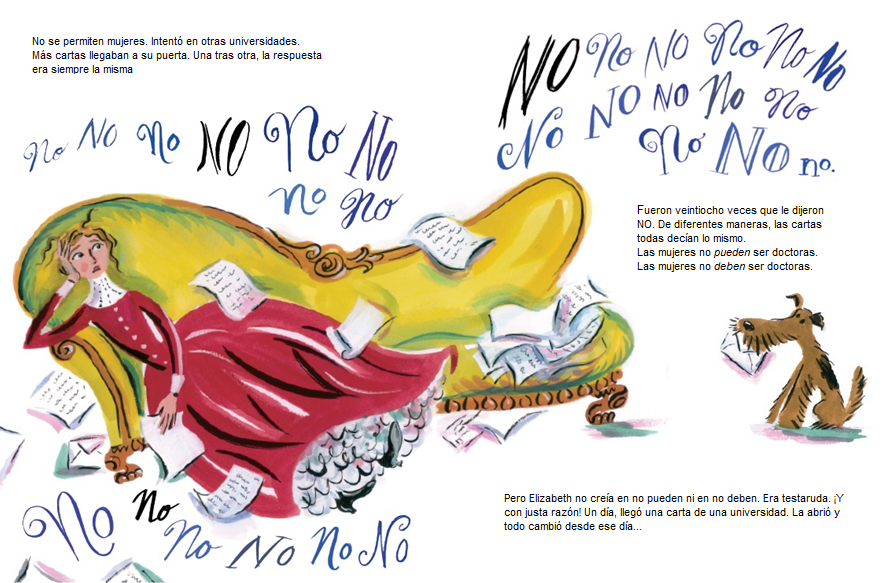 No se permiten mujeres. Intentó en otras universidades.
Más cartas llegaban a su puerta. Una tras otra, la respuesta
era siempre la misma
No NO No NO No NO
No No
NO No NO No No NO
No NO NO No No
No NO no.
Fueron veintiocho veces que le dijeron
NO. De diferentes maneras, las cartas
todas decían lo mismo.
Las mujeres no pueden ser doctoras.
Las mujeres no deben ser doctoras.
No No
No NO No NO
Pero Elizabeth no creía en no pueden ni en no deben. Era testaruda. ¡Y
con justa razón! Un día, llegó una carta de una universidad. La abrió y
todo cambió desde ese día...